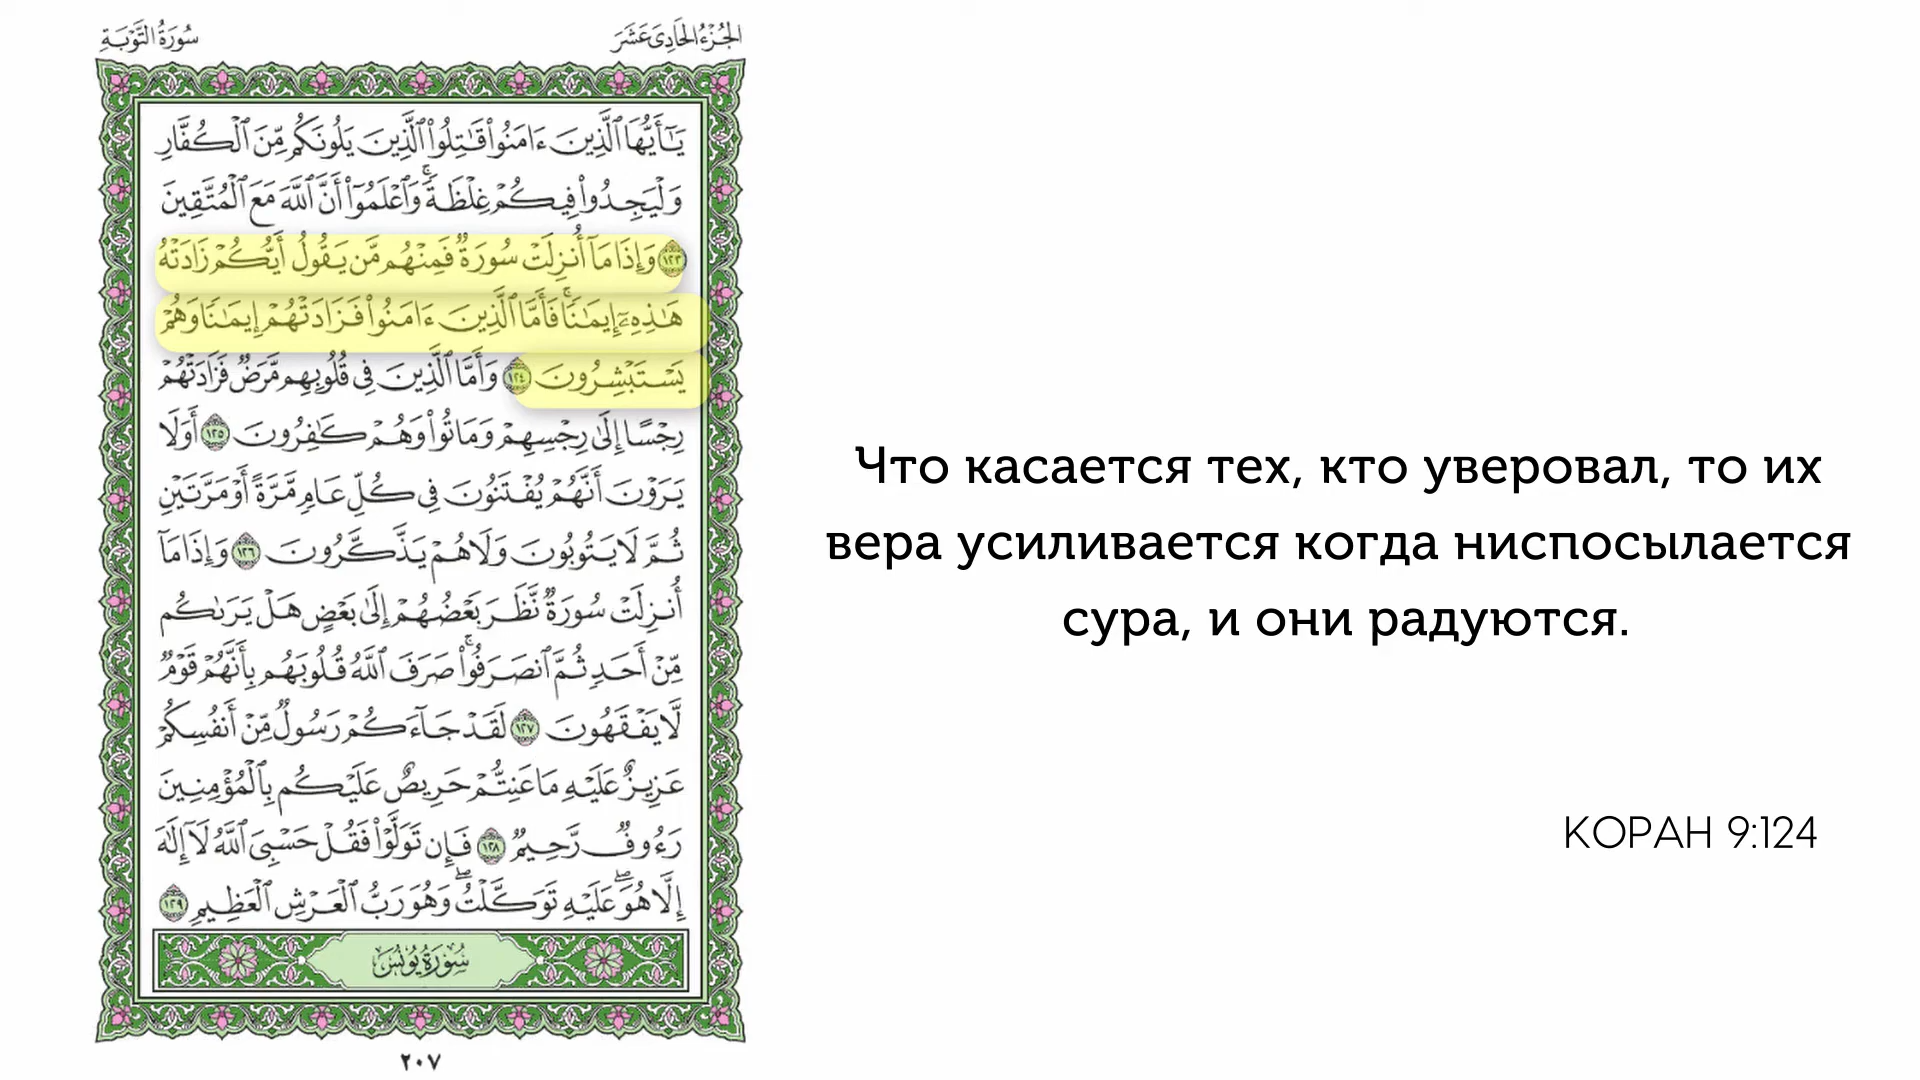 سُورَةُ التَّوْبَةِ
الجُزْءُ الحَادِي عَشَرَ
يَـٰٓأَيُّهَا ٱلَّذِينَ ءَامَنُوا۟ قَـٰتِلُوا۟ ٱلَّذِينَ يَلُونَكُم مِّنَ ٱلْكُفَّارِ
وَلْيَجِدُوا۟ فِيكُمْ غِلْظَةً ۚ وَٱعْلَمُوٓا۟ أَنَّ ٱللَّهَ مَعَ ٱلْمُتَّقِينَ
١٢٣ وَإِذَا مَآ أُنزِلَتْ سُورَةٌ فَمِنْهُم مَّن يَقُولُ أَيُّكُمْ زَادَتْهُ
هَـٰذِهِۦٓ إِيمَـٰنًا ۚ فَأَمَّا ٱلَّذِينَ ءَامَنُوا۟ فَزَادَتْهُمْ إِيمَـٰنًا وَهُمْ
يَسْتَبْشِرُونَ ١٢٤ وَأَمَّا ٱلَّذِينَ فِى قُلُوبِهِم مَّرَضٌ فَزَادَتْهُمْ
رِجْسًا إِلَىٰ رِجْسِهِمْ وَمَاتُوا۟ وَهُمْ كَـٰفِرُونَ ١٢٥ أَوَلَا
يَرَوْنَ أَنَّهُمْ يُفْتَنُونَ فِى كُلِّ عَامٍ مَّرَّةً أَوْ مَرَّتَيْنِ
ثُمَّ لَا يَتُوبُونَ وَلَا هُمْ يَذَّكَّرُونَ ١٢٦ وَإِذَا مَآ
أُنزِلَتْ سُورَةٌ نَّظَرَ بَعْضُهُمْ إِلَىٰ بَعْضٍ هَلْ يَرَىٰكُم
مِّنْ أَحَدٍ ثُمَّ ٱنصَرَفُوا۟ ۚ صَرَفَ ٱللَّهُ قُلُوبَهُم بِأَنَّهُمْ قَوْمٌ
لَّا يَفْقَهُونَ ١٢٧ لَقَدْ جَآءَكُمْ رَسُولٌ مِّنْ أَنفُسِكُمْ
عَزِيزٌ عَلَيْهِ مَا عَنِتُّمْ حَرِيصٌ عَلَيْكُم بِٱلْمُؤْمِنِينَ
رَءُوفٌ رَّحِيمٌ ١٢٨ فَإِن تَوَلَّوْا۟ فَقُلْ حَسْبِىَ ٱللَّهُ لَآ إِلَـٰهَ
إِلَّا هُوَ ۖ عَلَيْهِ تَوَكَّلْتُ ۖ وَهُوَ رَبُّ ٱلْعَرْشِ ٱلْعَظِيمِ ١٢٩
سُورَةُ يُونُسَ
٢٠٧
Что касается тех, кто уверовал, то их
вера усиливается когда ниспосылается
сура, и они радуются.
КОРАН 9:124